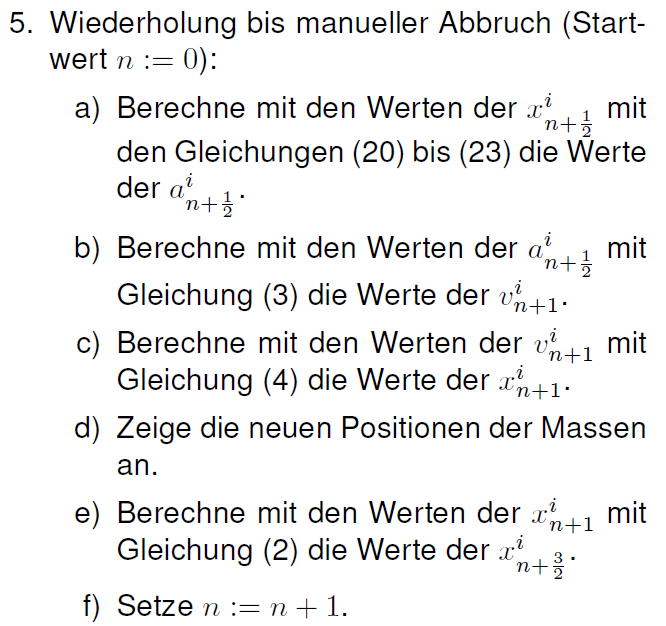 5. Wiederholung bis manueller Abbruch (Start-
wert $n := 0$):
a) Berechne mit den Werten der $x^i_{n+\frac{1}{2}}$ mit
den Gleichungen (20) bis (23) die Werte
der $a^i_{n+\frac{1}{2}}$.
b) Berechne mit den Werten der $a^i_{n+\frac{1}{2}}$ mit
Gleichung (3) die Werte der $v^i_{n+1}$.
c) Berechne mit den Werten der $v^i_{n+1}$ mit
Gleichung (4) die Werte der $x^i_{n+1}$.
d) Zeige die neuen Positionen der Massen
an.
e) Berechne mit den Werten der $x^i_{n+1}$ mit
Gleichung (2) die Werte der $x^i_{n+\frac{3}{2}}$.
f) Setze $n := n + 1$.